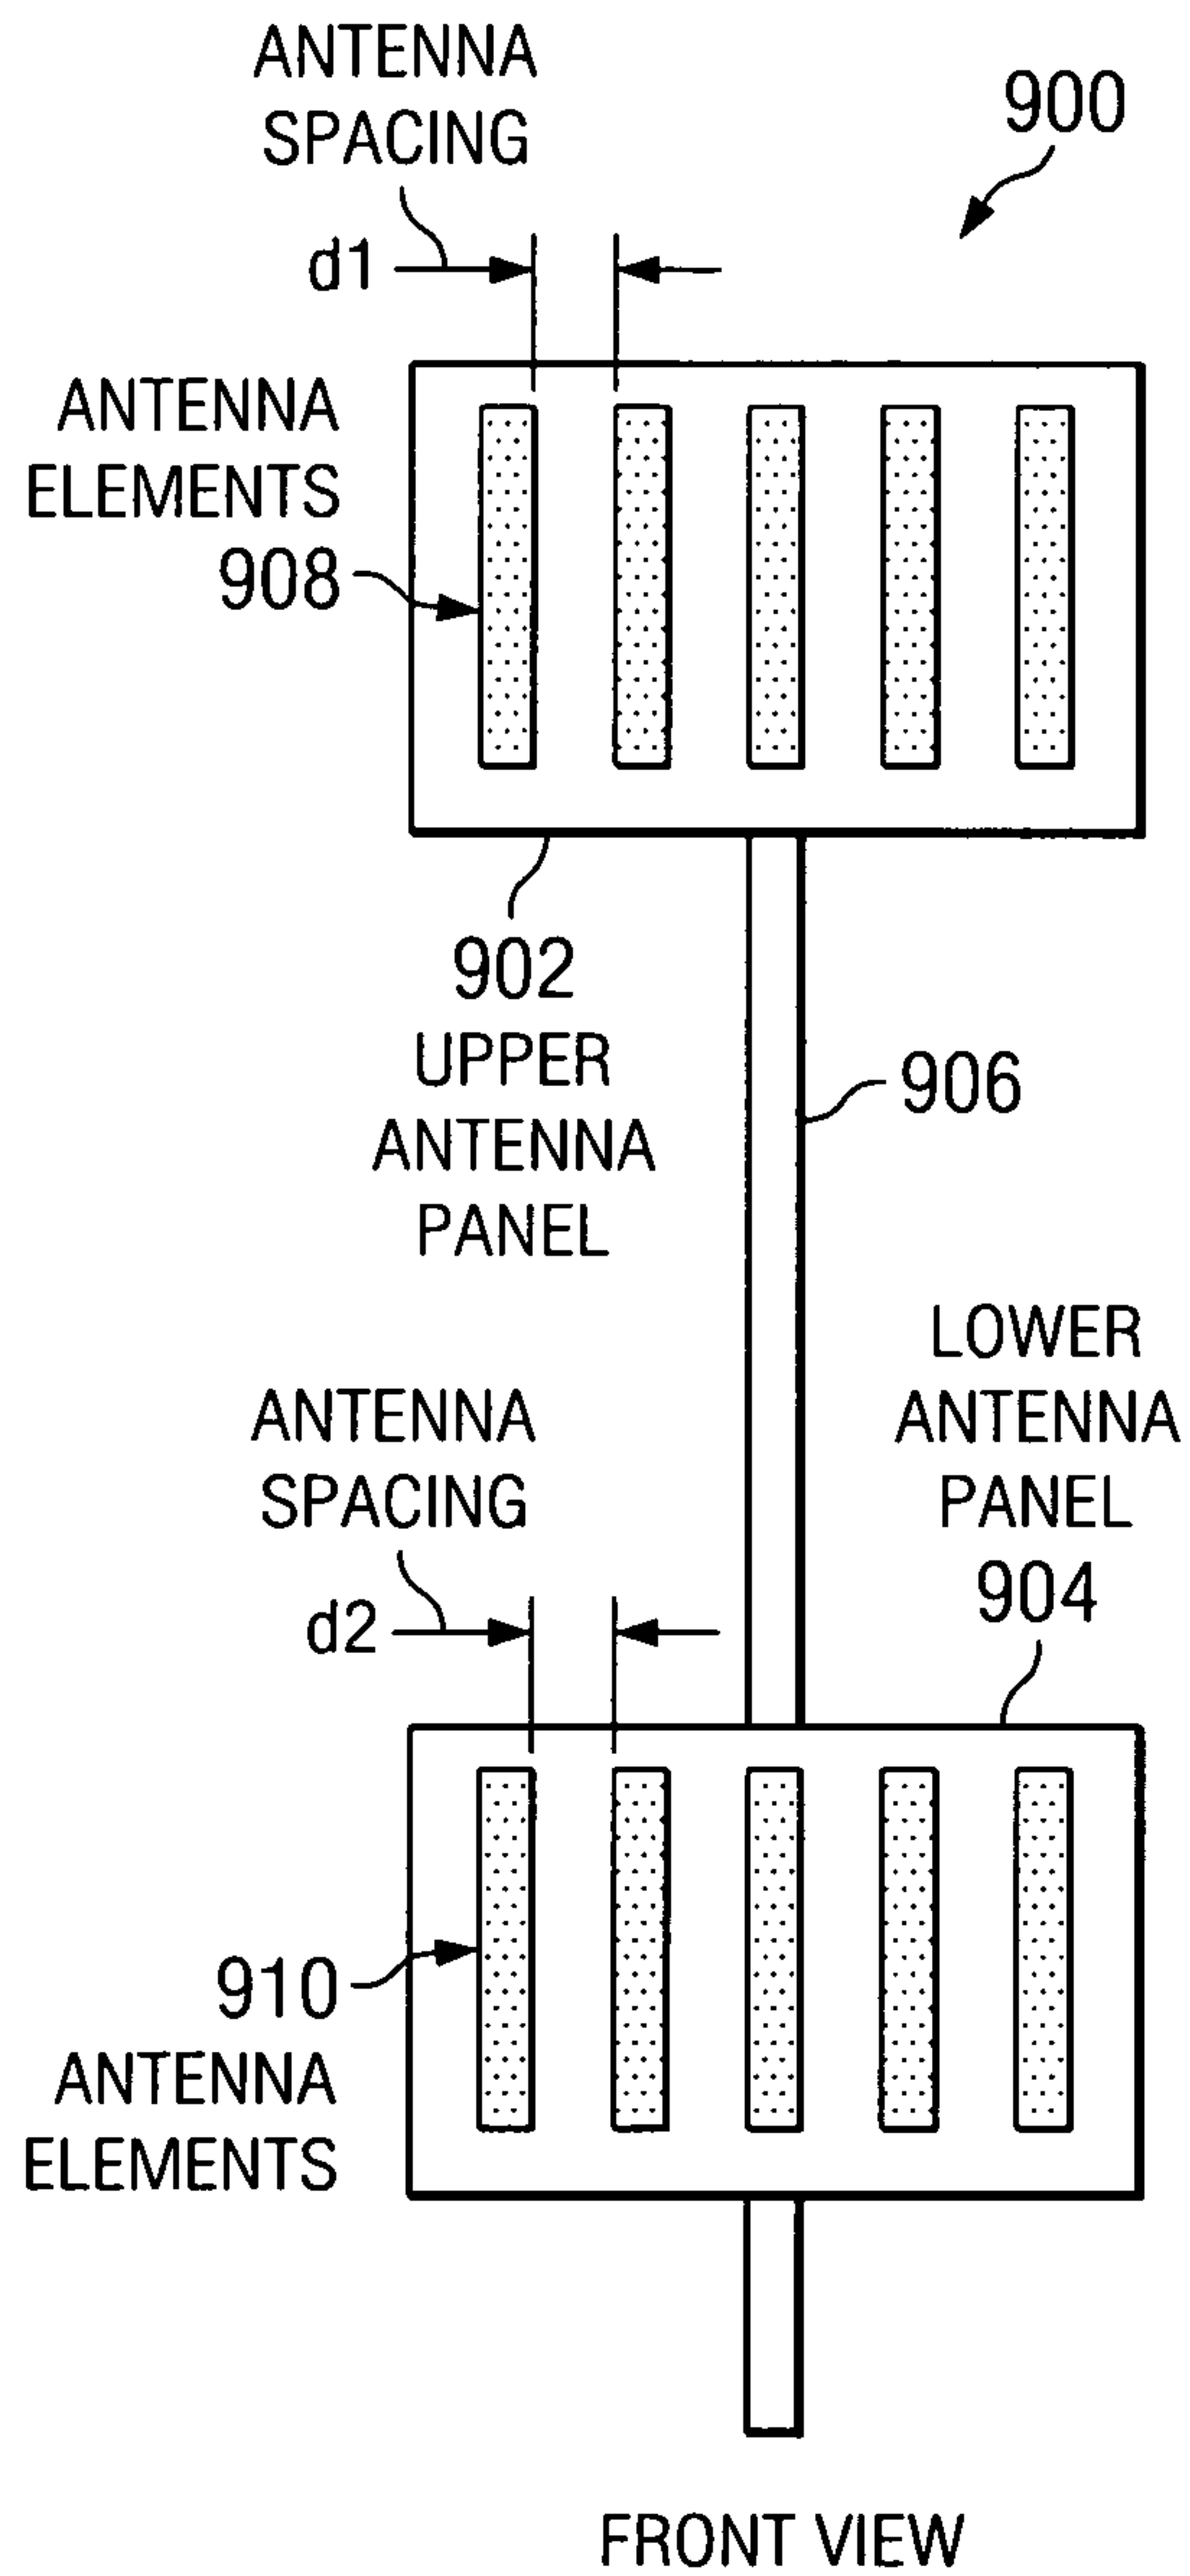 ANTENNA
SPACING
900
d1
ANTENNA
ELEMENTS
908
902
UPPER
ANTENNA
PANEL
906
LOWER
ANTENNA
PANEL
904
ANTENNA
SPACING
d2
910
ANTENNA
ELEMENTS
FRONT VIEW